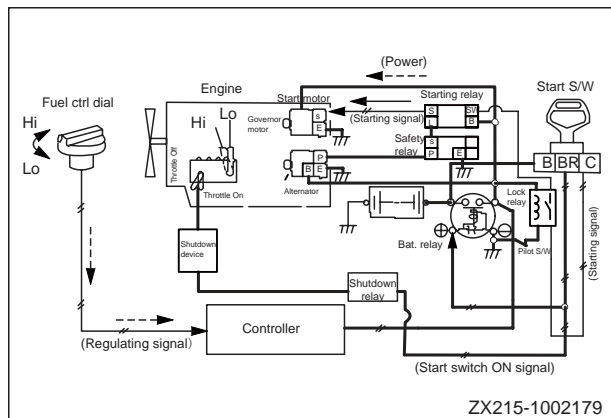 (Power)
Engine
Start motor
Starting relay
Start S/W
Fuel ctrl dial
Lo
S
SW
L
B
Hi
Hi
Governor
motor
S
E
(Starting signal)
Safety
relay
S
P
E
Lo
Throttle Off
P
B
E
Alternator
B
BR
C
Throttle On
Lock
relay
Bat. relay
Pilot S/W
(Starting signal)
Shutdown
device
Shutdown
relay
Controller
(Regulating signal)
(Start switch ON signal)
ZX215-1002179